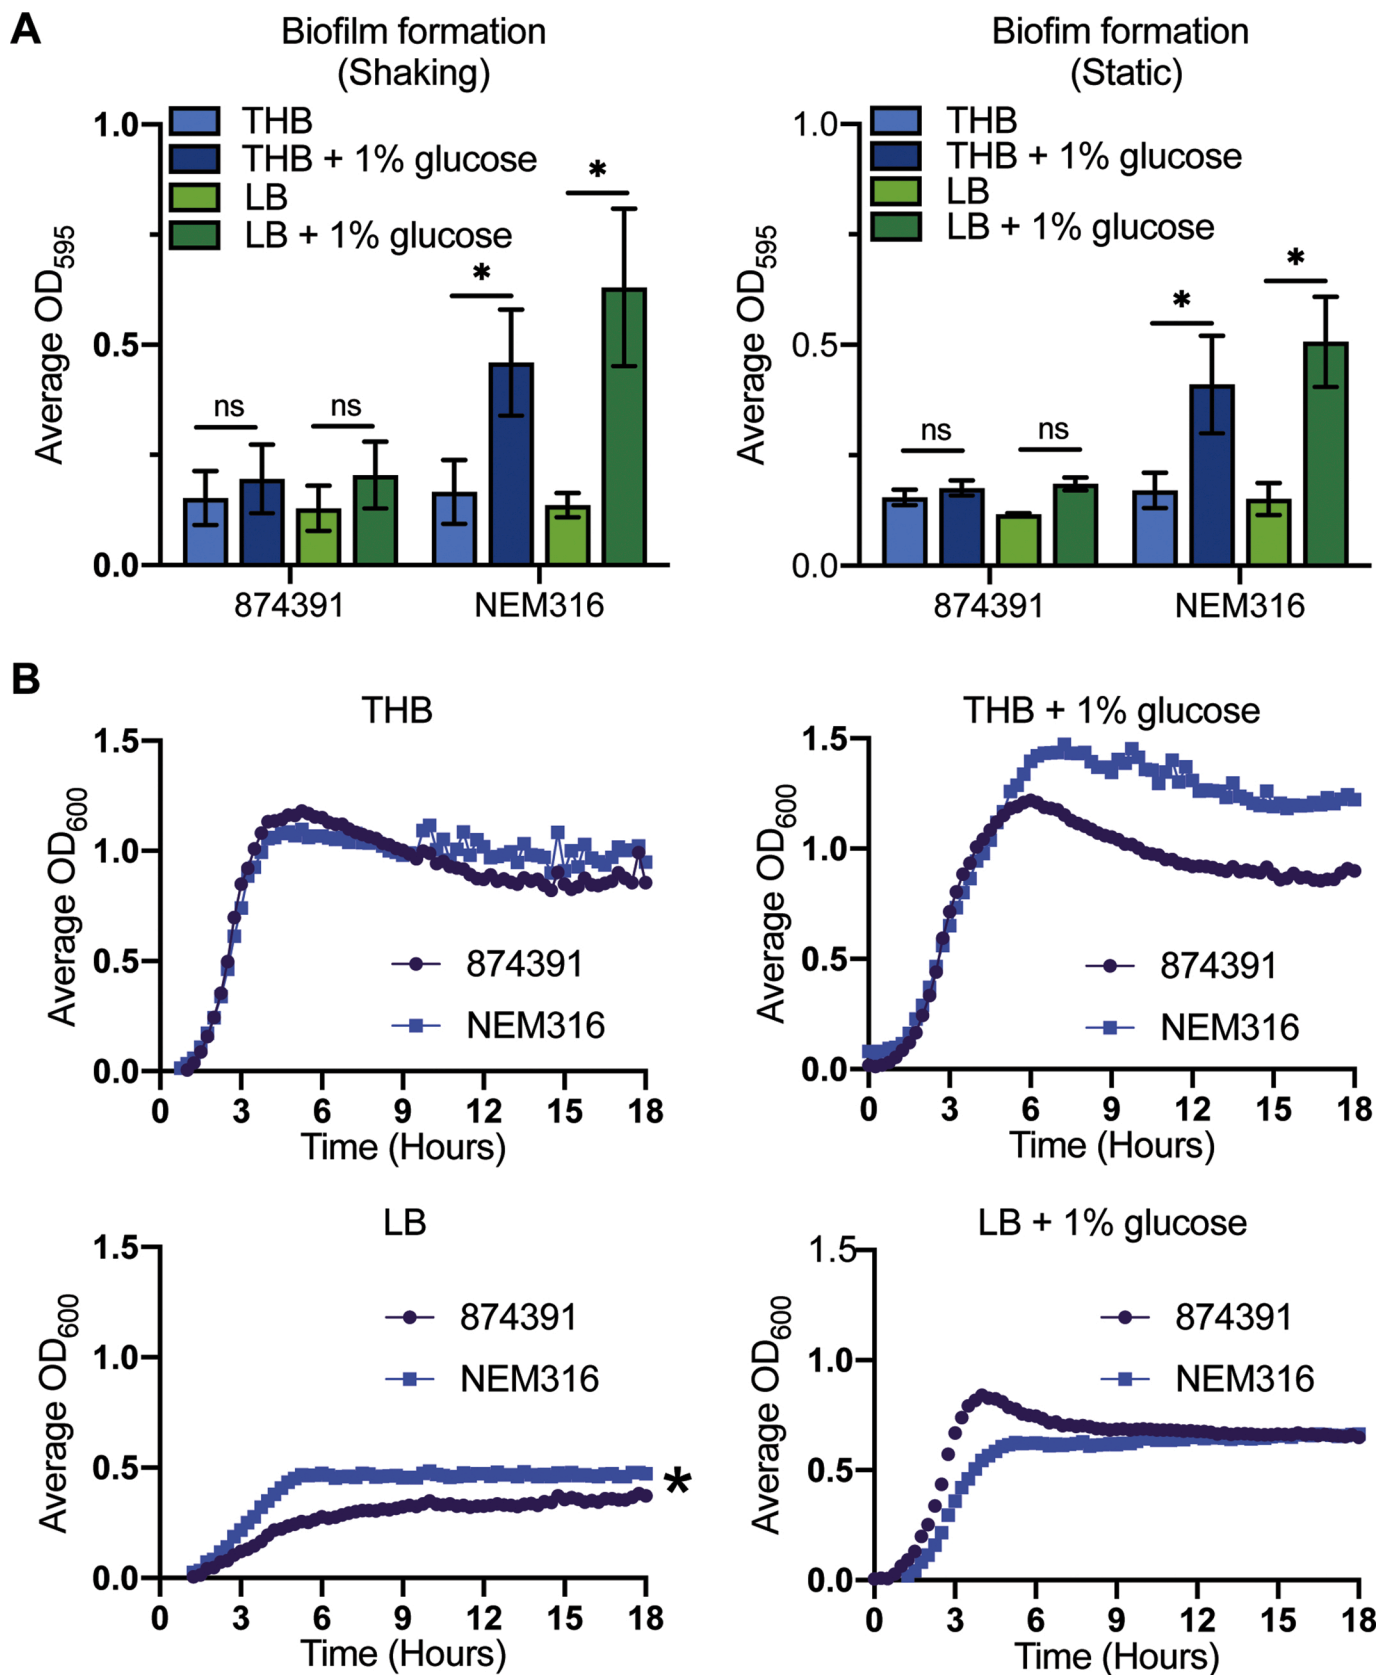 A
Biofilm formation
(Shaking)
THB
THB + 1% glucose
LB
LB + 1% glucose
Average OD595
1.0
0.5
0.0
ns
ns
*
*
874391
NEM316
Biofim formation
(Static)
THB
THB + 1% glucose
LB
LB + 1% glucose
Average OD595
1.0
0.5
0.0
ns
ns
*
*
874391
NEM316
B
THB
Average OD600
1.5
1.0
0.5
0.0
874391
NEM316
0 3 6 9 12 15 18
Time (Hours)
THB + 1% glucose
Average OD600
1.5
1.0
0.5
0.0
874391
NEM316
0 3 6 9 12 15 18
Time (Hours)
LB
Average OD600
1.5
1.0
0.5
0.0
874391
NEM316
*
0 3 6 9 12 15 18
Time (Hours)
LB + 1% glucose
Average OD600
1.5
1.0
0.5
0.0
874391
NEM316
0 3 6 9 12 15 18
Time (Hours)